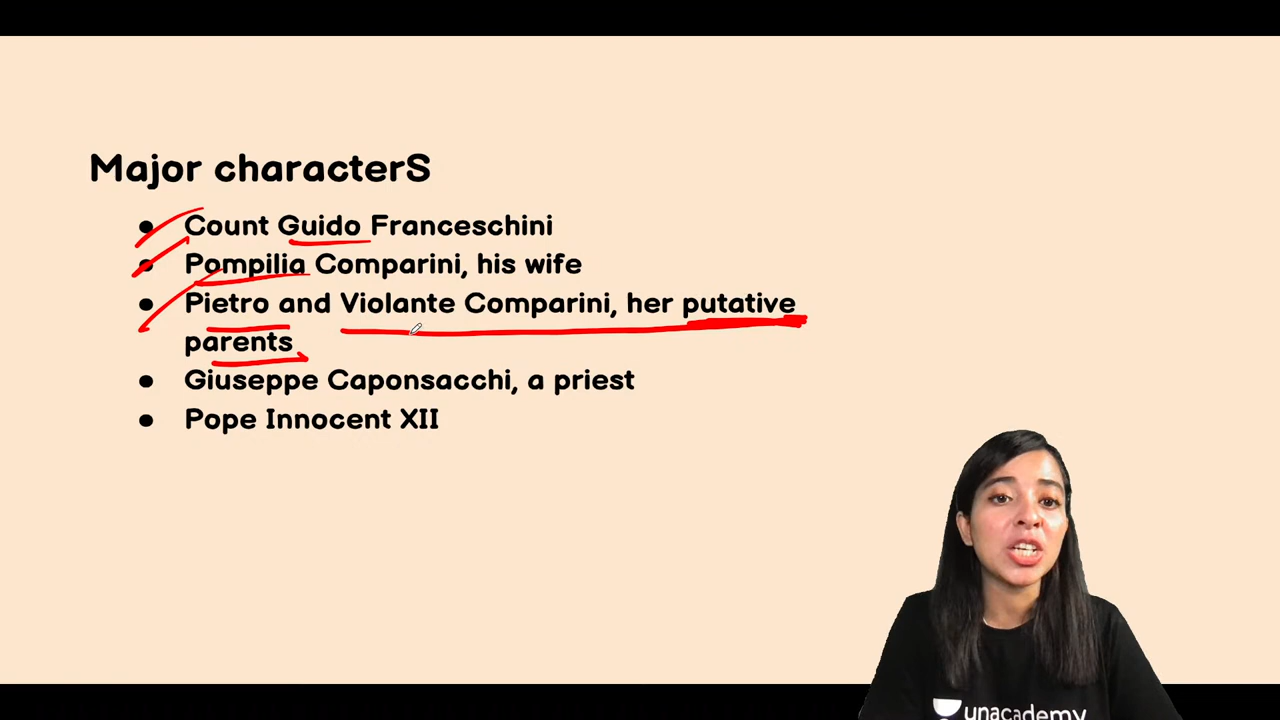 Major characterS
● Count Guido Franceschini
● Pompilia Comparini, his wife
● Pietro and Violante Comparini, her putative
parents
● Giuseppe Caponsacchi, a priest
● Pope Innocent XII
unacademy